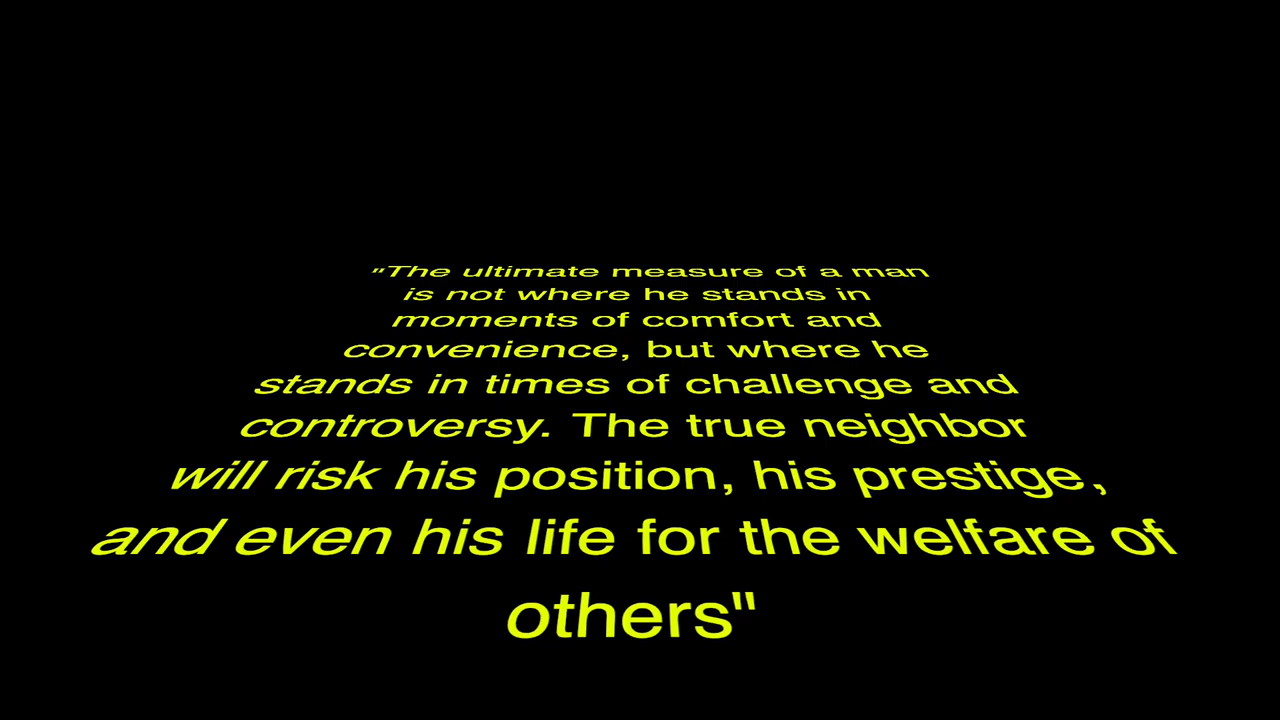 "The ultimate measure of a man
is not where he stands in
moments of comfort and
convenience, but where he
stands in times of challenge and
controversy. The true neighbor
will risk his position, his prestige,
and even his life for the welfare of
others"